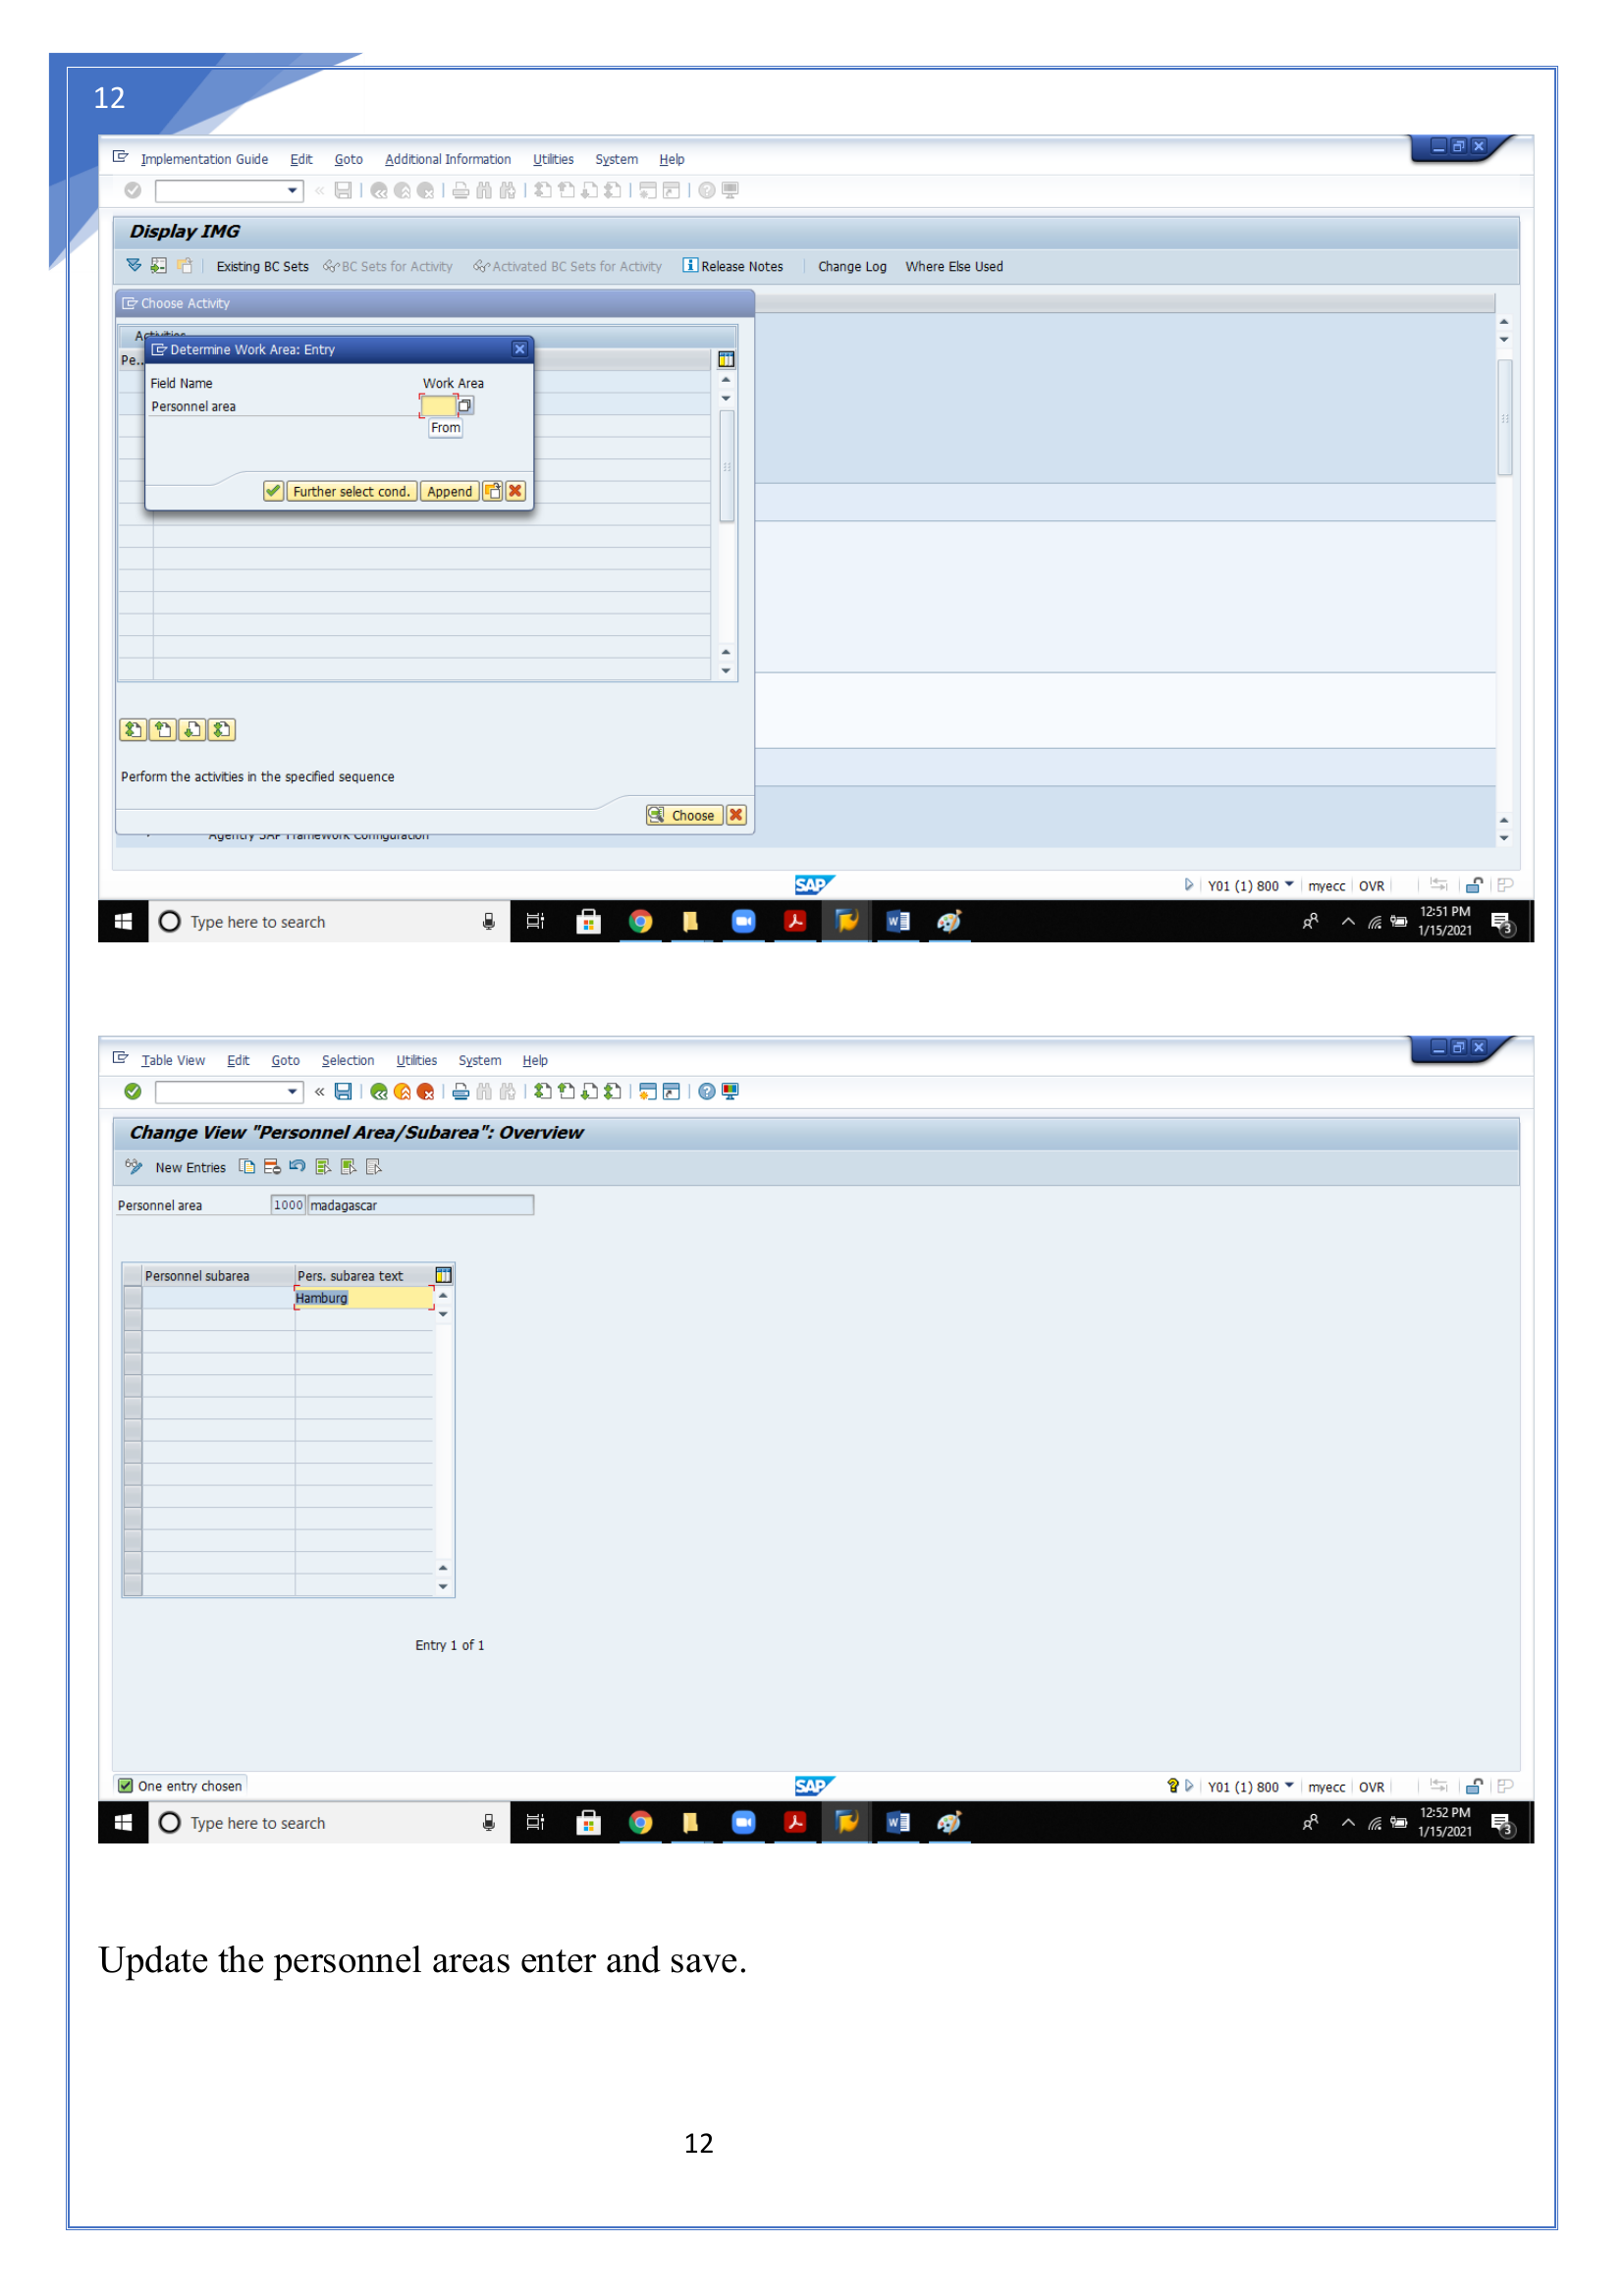 12
Implementation Guide Edit Goto Additional Information Utilities System Help
Display IMG
Existing BC Sets BC Sets for Activity Activated BC Sets for Activity Release Notes Change Log Where Else Used
Choose Activity
Activities
Pe..
Determine Work Area: Entry
Field Name Work Area
Personnel area
From
Further select cond. Append
Perform the activities in the specified sequence
Choose
Agentry SAP Framework Configuration
SAP
Y01 (1) 800 myecc OVR
Type here to search
12:51 PM
1/15/2021
3
Table View Edit Goto Selection Utilities System Help
Change View "Personnel Area/Subarea": Overview
New Entries
Personnel area 1000 madagascar
Personnel subarea Pers. subarea text
Hamburg
Entry 1 of 1
One entry chosen
SAP
Y01 (1) 800 myecc OVR
Type here to search
12:52 PM
1/15/2021
3
Update the personnel areas enter and save.
12